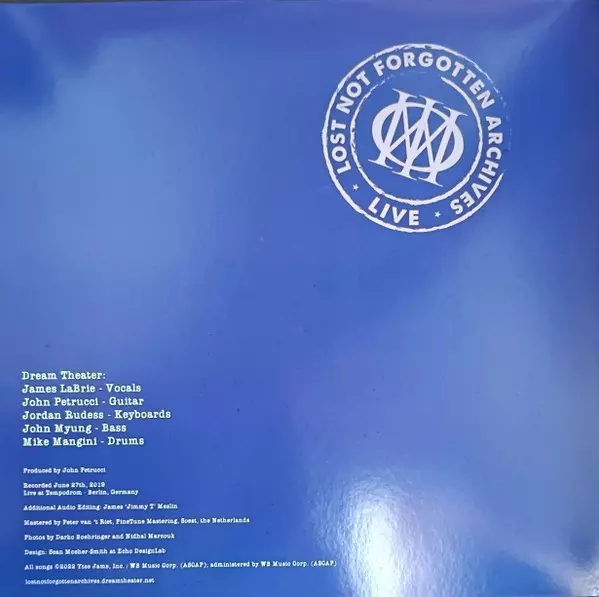 LOST NOT FORGOTTEN ARCHIVES
LIVE
Dream Theater:
James LaBrie - Vocals
John Petrucci - Guitar
Jordan Rudess - Keyboards
John Myung - Bass
Mike Mangini - Drums
Produced by John Petrucci
Recorded June 27th, 2019
Live at Tempodrom - Berlin, Germany
Additional Audio Editing: James 'Jimmy T' Meslin
Mastered by Peter van 't Riet, FineTune Mastering, Soest, the Netherlands
Photos by Darko Boehringer and Nidhal Marzouk
Design: Sean Mosher-Smith at Echo DesignLab
All songs ©2022 Ytse Jams, Inc. / WB Music Corp. (ASCAP); administered by WB Music Corp. (ASCAP)
lostnotforgottenarchives.dreamtheater.net